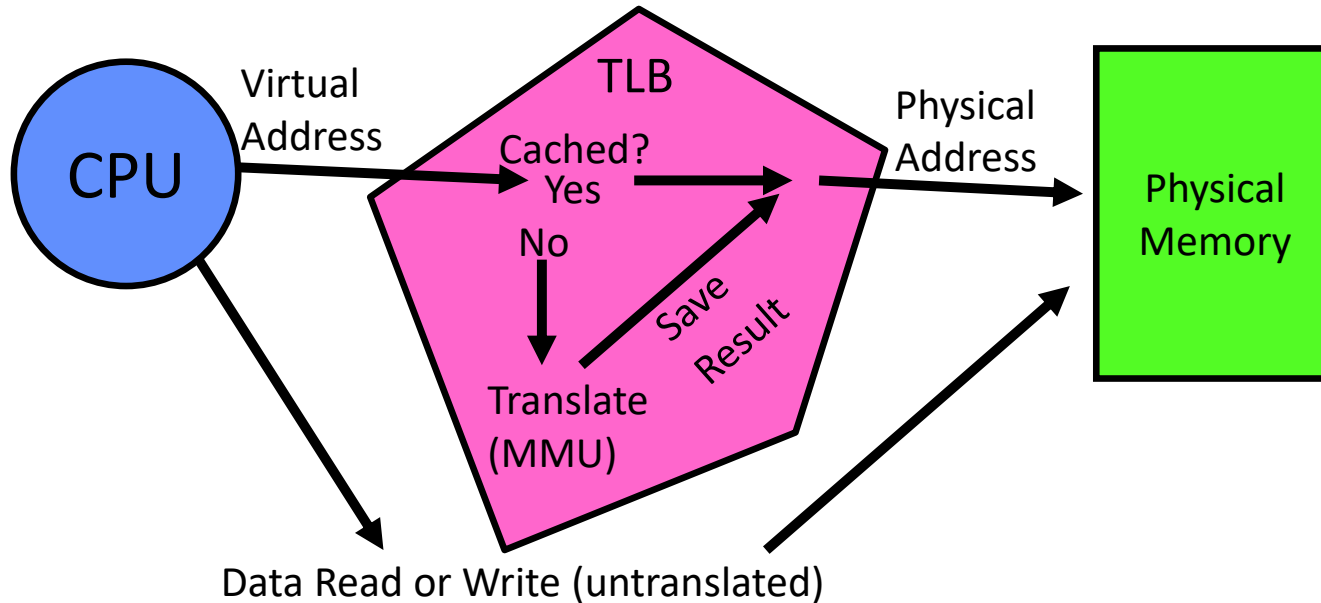 CPU
Virtual
Address
TLB
Cached?
Yes
No
Save
Result
Translate
(MMU)
Physical
Address
Physical
Memory
Data Read or Write (untranslated)